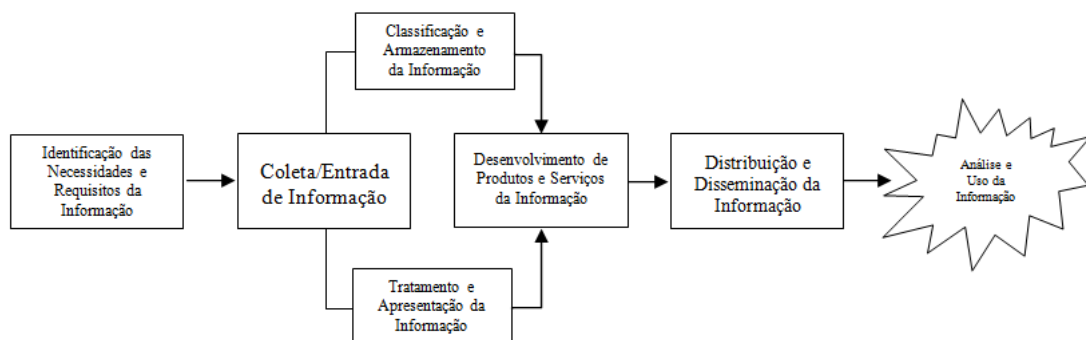 Classificação e
Armazenamento
da Informação
Identificação das
Necessidades e
Requisitos da
Informação
Coleta/Entrada
de Informação
Desenvolvimento de
Produtos e Serviços
da Informação
Distribuição e
Disseminação da
Informação
Análise e
Uso da
Informação
Tratamento e
Apresentação da
Informação